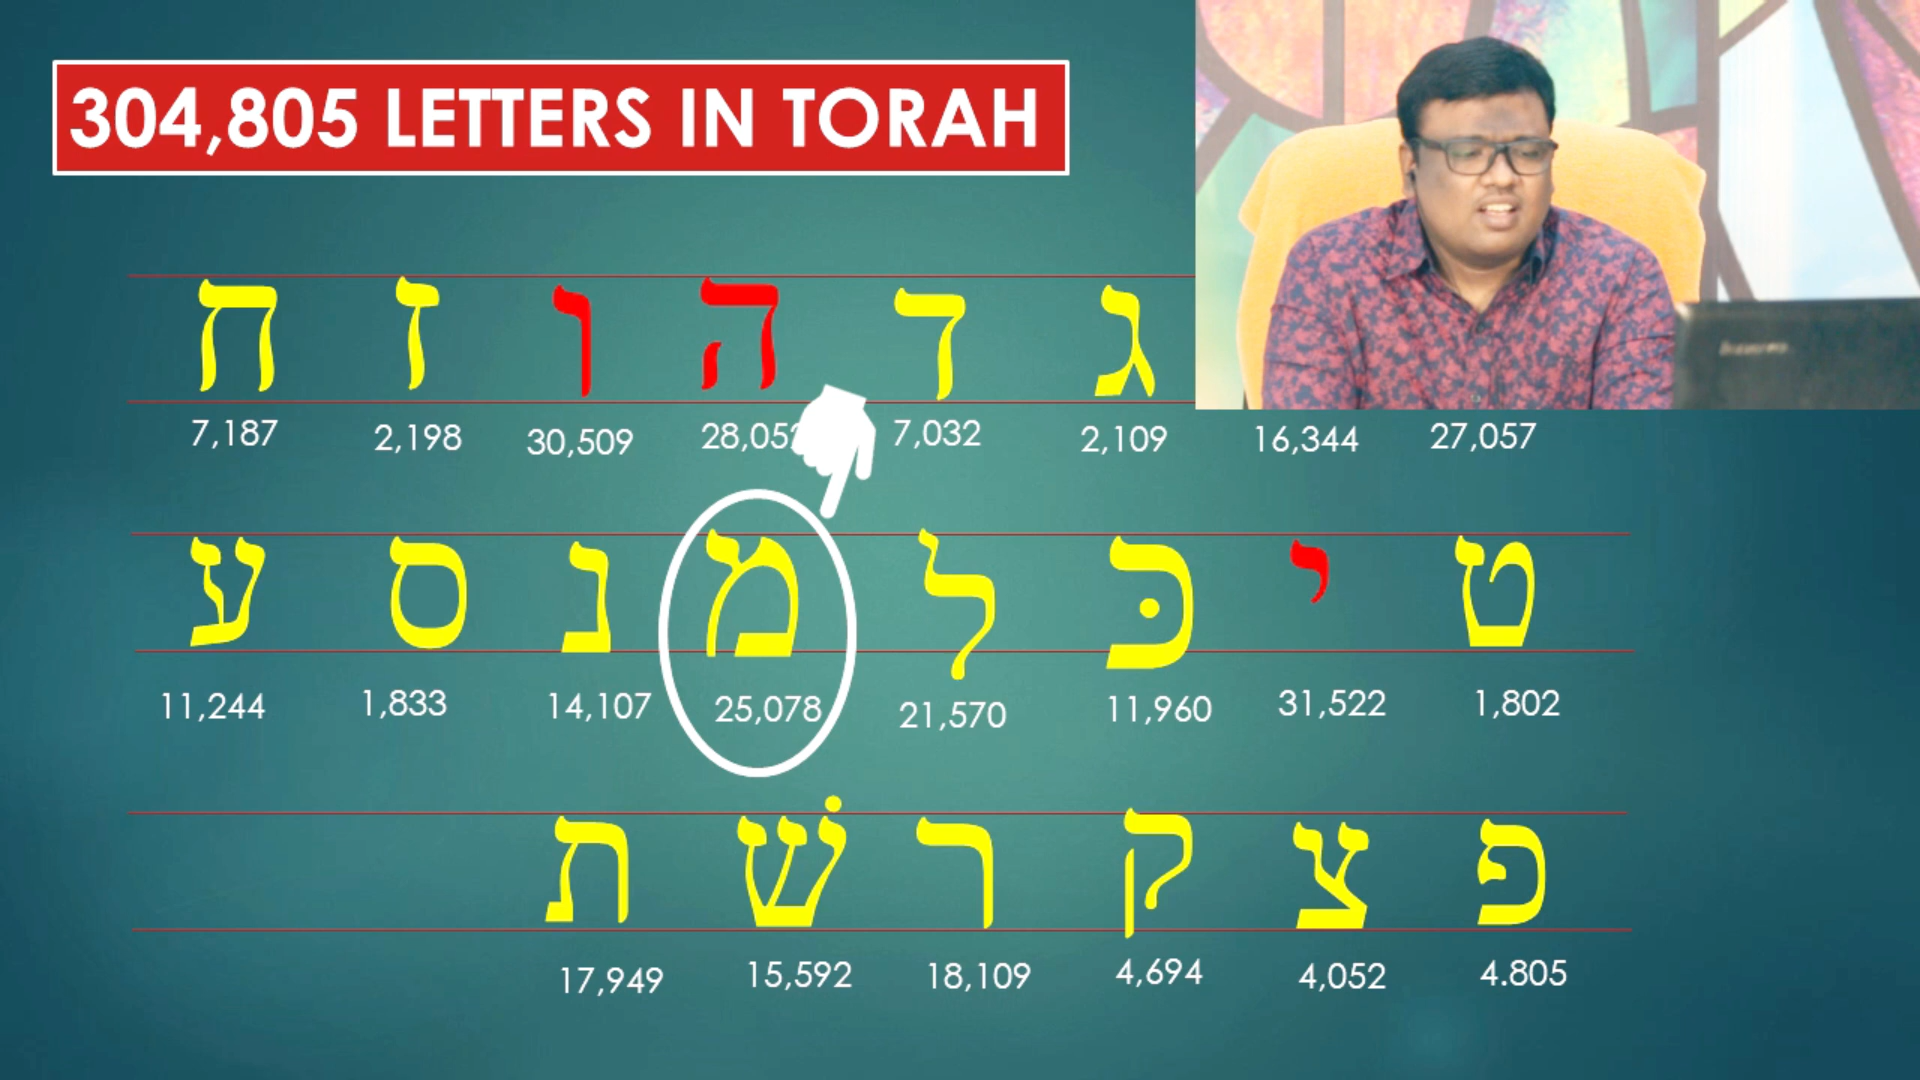 304,805 LETTERS IN TORAH
ג ד ה ו ז ח
7,187 2,198 30,509 7,032 2,109 16,344 27,057
ט י כּ ל מ נ ס ע
11,244 1,833 14,107 25,078 21,570 11,960 31,522 1,802
פ צ ק ר שׁ ת
17,949 15,592 18,109 4,694 4,052 4.805